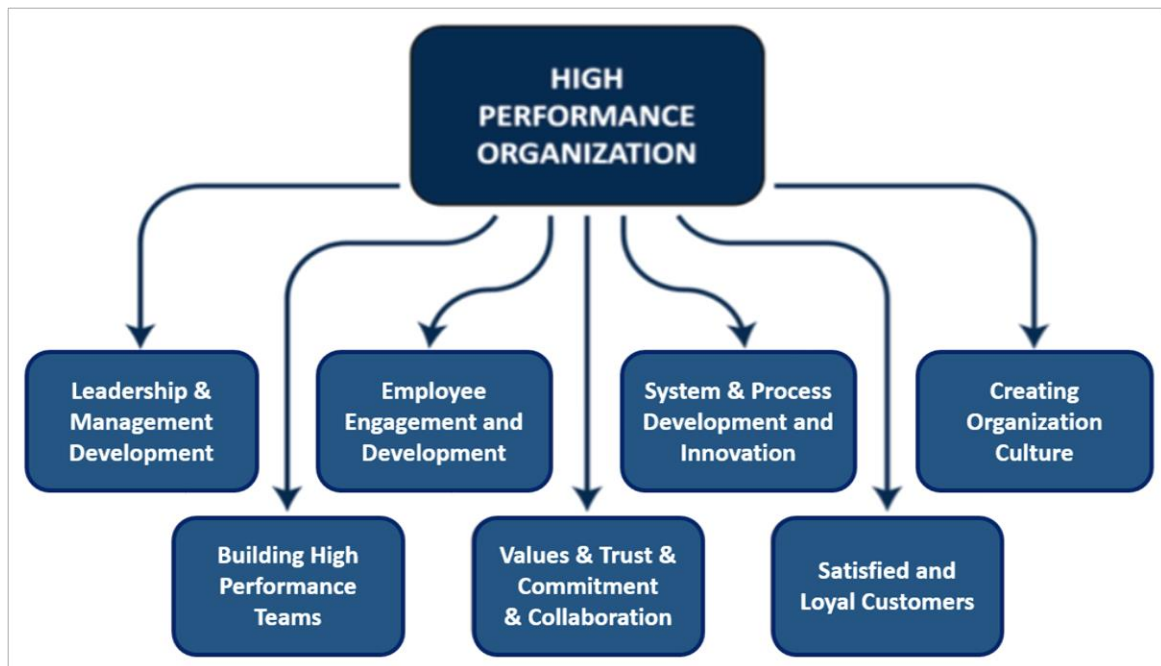 HIGH
PERFORMANCE
ORGANIZATION
Leadership &
Management
Development
Employee
Engagement and
Development
System & Process
Development and
Innovation
Creating
Organization
Culture
Building High
Performance
Teams
Values & Trust &
Commitment
& Collaboration
Satisfied and
Loyal Customers